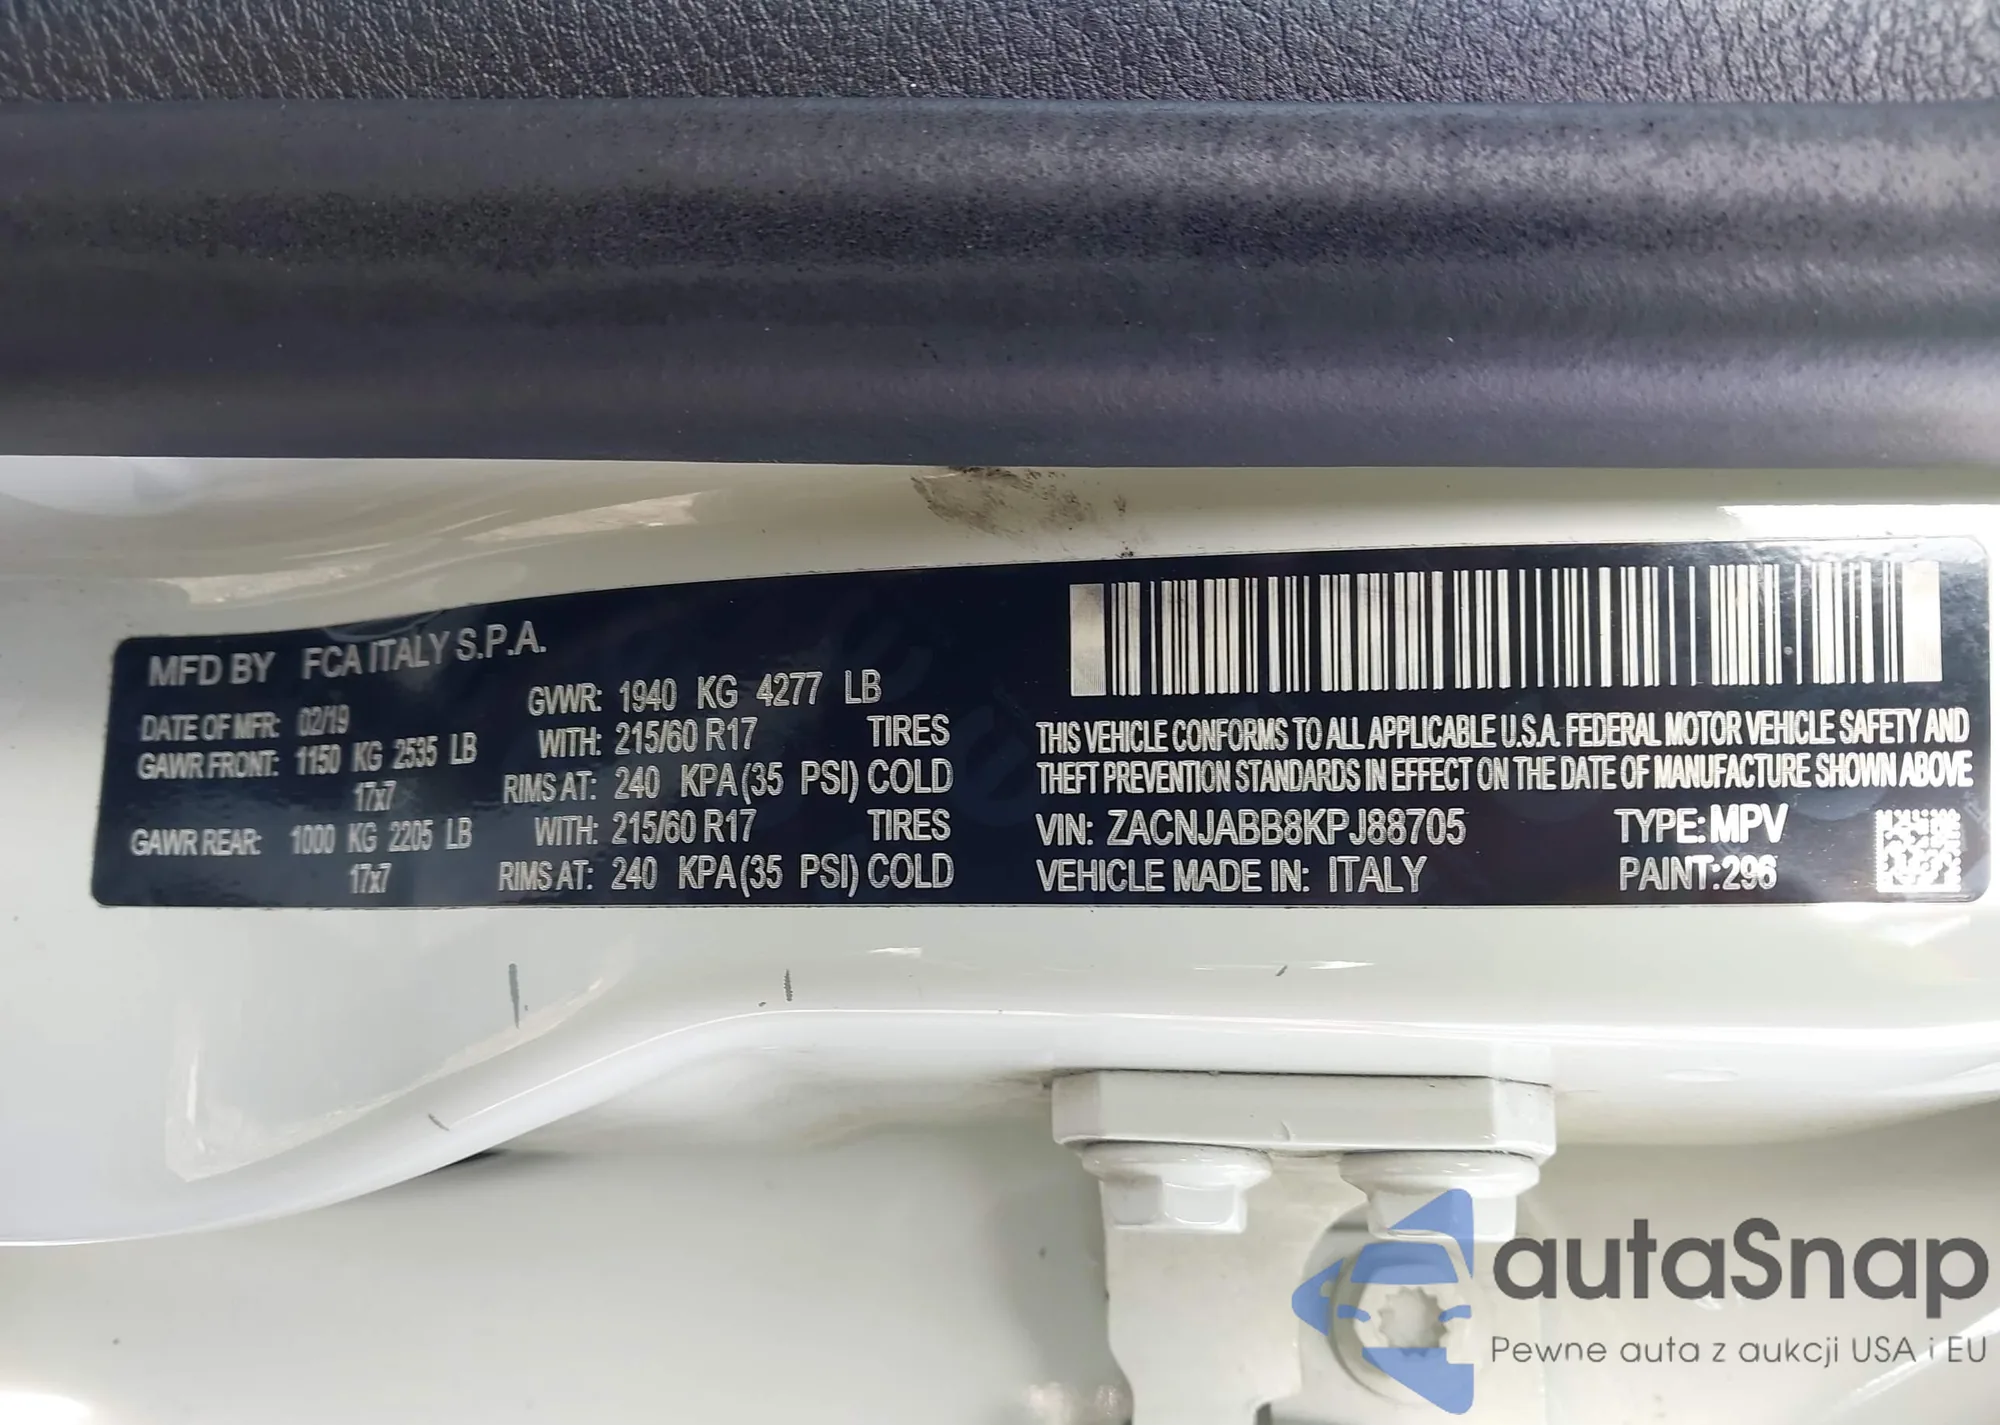 MFD BY FCA ITALY S.P.A.
DATE OF MFR: 02/19 GVWR: 1940 KG 4277 LB
GAWR FRONT: 1150 KG 2535 LB WITH: 215/60 R17 TIRES
17x7 RIMS AT: 240 KPA(35 PSI) COLD
GAWR REAR: 1000 KG 2205 LB WITH: 215/60 R17 TIRES
17x7 RIMS AT: 240 KPA(35 PSI) COLD
THIS VEHICLE CONFORMS TO ALL APPLICABLE U.S.A. FEDERAL MOTOR VEHICLE SAFETY AND
THEFT PREVENTION STANDARDS IN EFFECT ON THE DATE OF MANUFACTURE SHOWN ABOVE
VIN: ZACNJABB8KPJ88705 TYPE: MPV
VEHICLE MADE IN: ITALY PAINT:296
autaSnap
Pewne auta z aukcji USA i EU